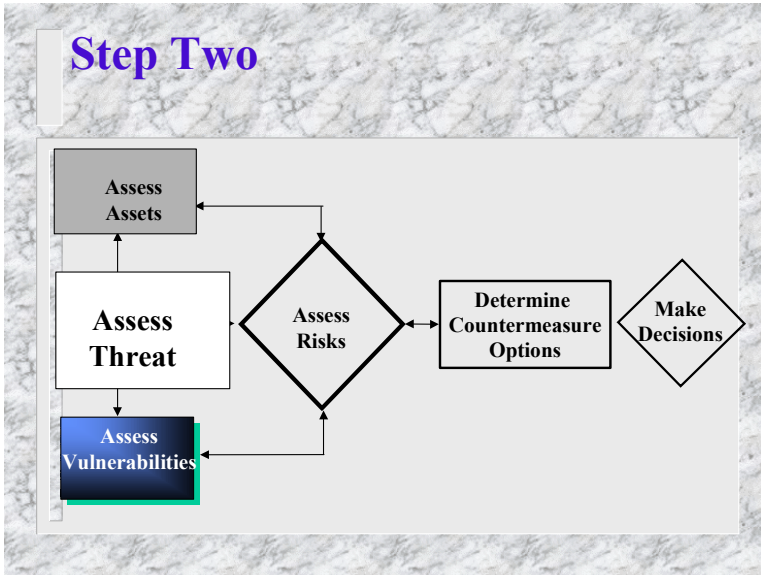 Step Two
Assess
Assets
Assess
Threat
Assess
Vulnerabilities
Assess
Risks
Determine
Countermeasure
Options
Make
Decisions